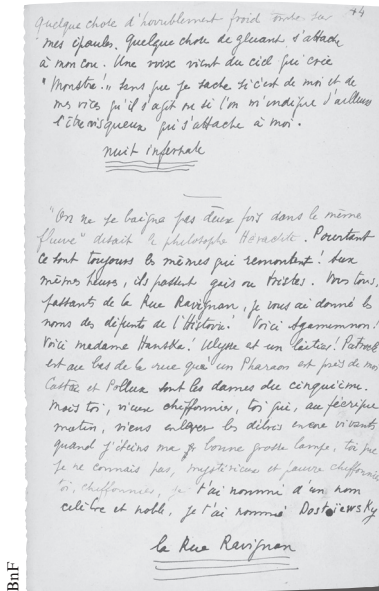 44
quelque chose d'horriblement froid tombe sur
mes épaules. Quelque chose de gluant s'attache
à mon cou. Une voix vient du ciel qui crie
"Monstre!" sans que je sache si c'est de moi et de
mes vices qu'il s'agit ou si l'on m'indique d'ailleurs
l'être visqueux qui s'attache à moi.
nuit infernale
"On ne se baigne pas deux fois dans le même
fleuve" disait le philosophe Héraclite. Pourtant
ce sont toujours les mêmes qui remontent! Aux
mêmes heures, ils passent gais ou tristes. Vous tous,
passants de la Rue Ravignan, je vous ai donné les
noms des défunts de l'Histoire! Voici Agamemnon!
Voici madame Hanska! Ulysse est un laitier! Patrocle
est au bas de la rue qu'un Pharaon est près de moi
Castor et Pollux sont les dames du cinquième.
Mais toi, vieux chiffonnier, toi qui, au féerique
matin, viens enlever les débris encore vivants
quand j'éteins ma bonne grosse lampe, toi que
je ne connais pas, mystérieux et pauvre chiffonnier
toi, chiffonnier, je t'ai nommé d'un nom
célèbre et noble, je t'ai nommé Dostoïewsky
la Rue Ravignan
BnF